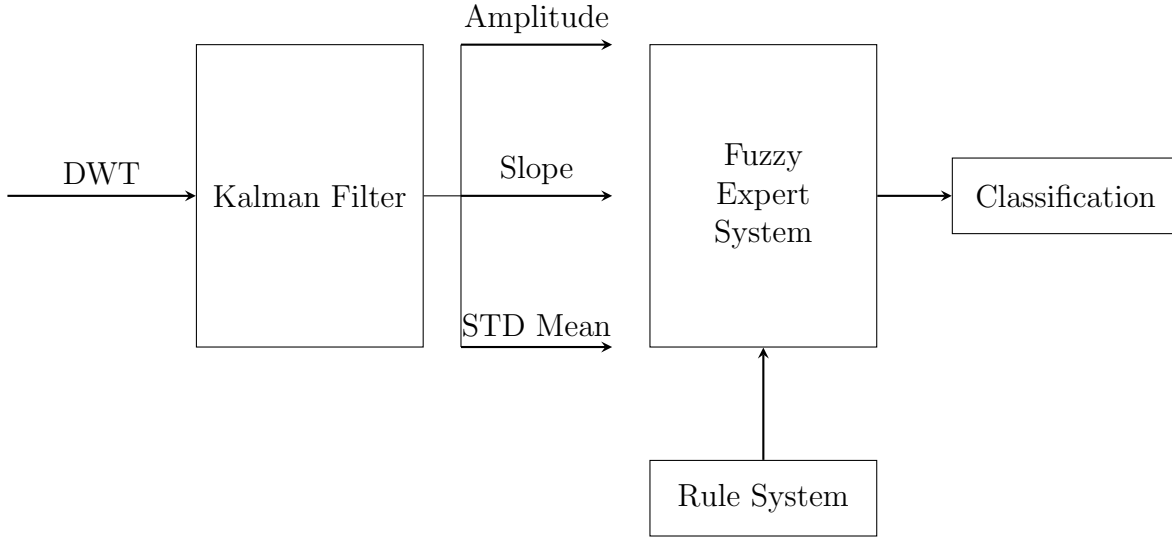 Amplitude
DWT
Kalman Filter
Slope
Fuzzy
Expert
System
Classification
STD Mean
Rule System